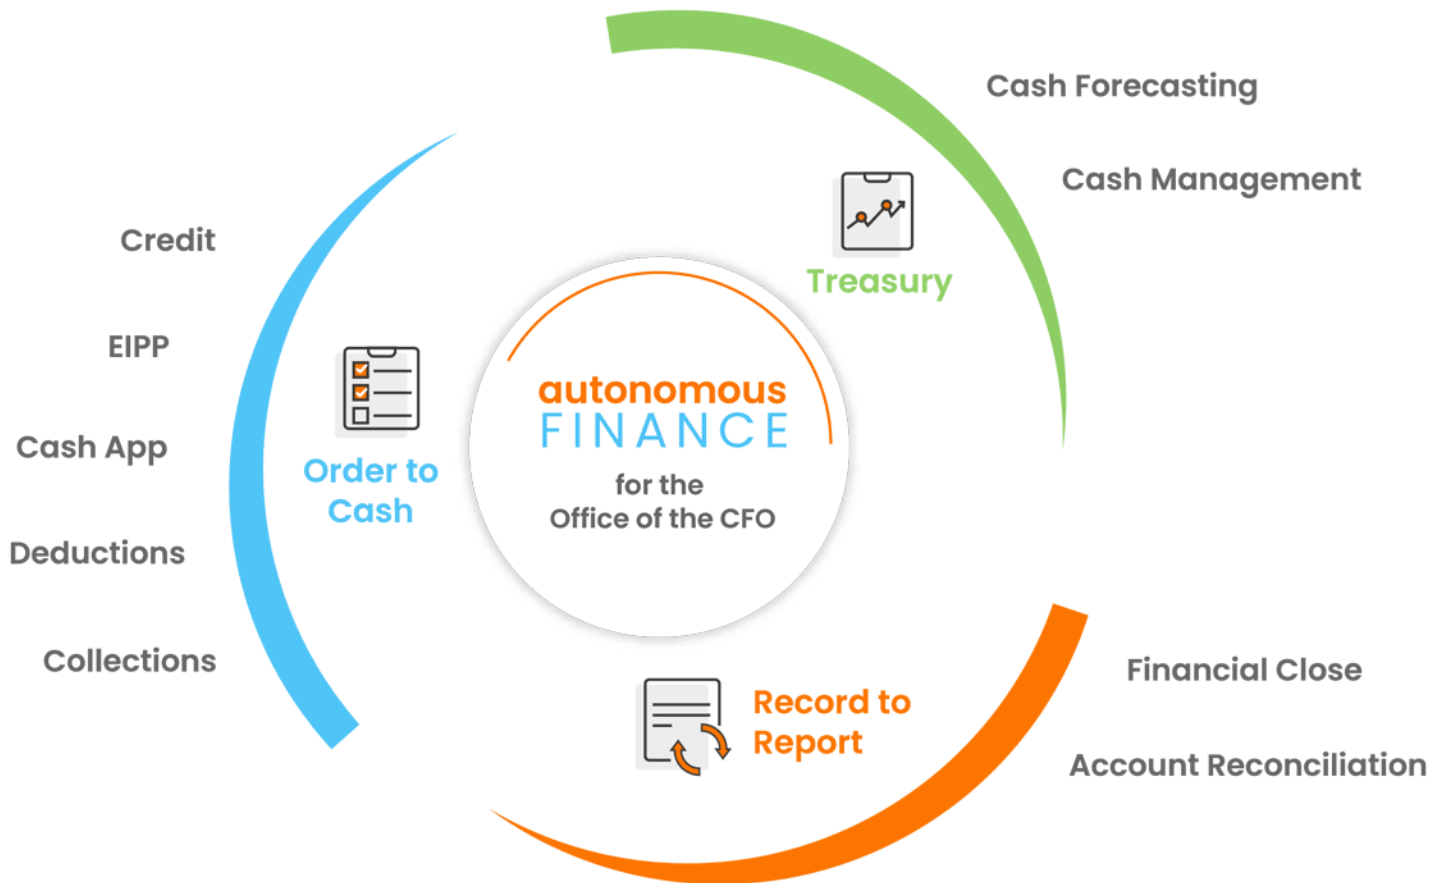 Cash Forecasting
Cash Management
Treasury
Credit
EIPP
Cash App
Deductions
Collections
Order to
Cash
autonomous
FINANCE
for the
Office of the CFO
Record to
Report
Financial Close
Account Reconciliation